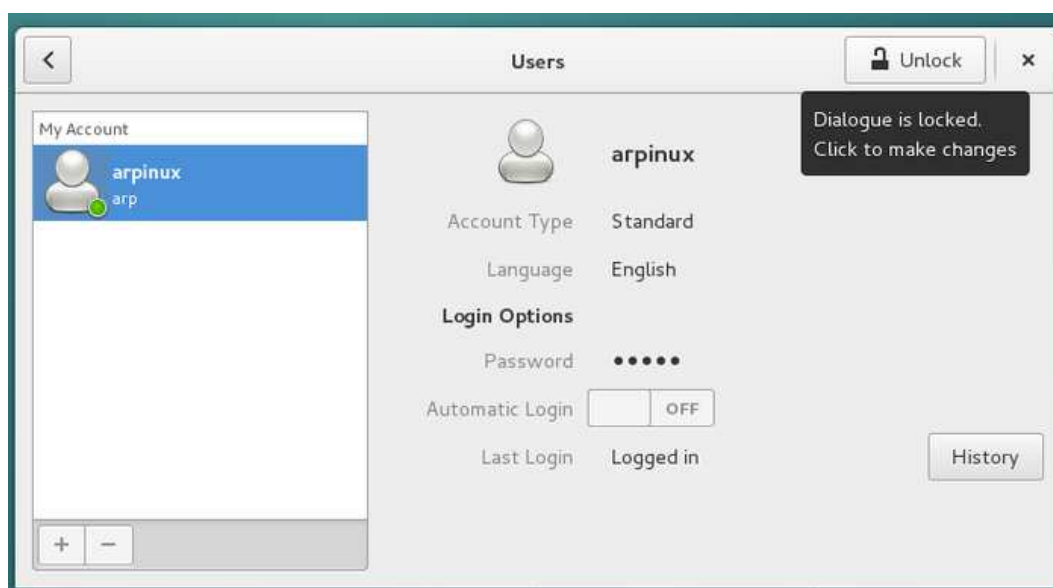 Users
Unlock
Dialogue is locked.
Click to make changes
My Account
arpinux
arp
arpinux
Account Type Standard
Language English
Login Options
Password •••••
Automatic Login OFF
Last Login Logged in
History